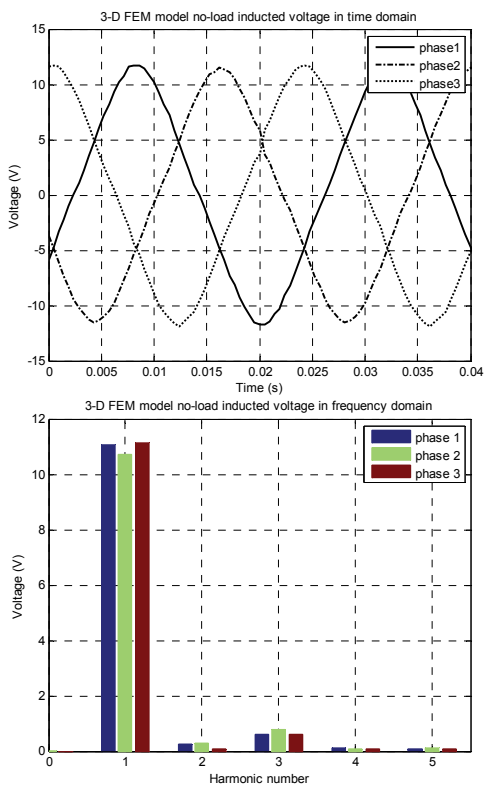 3-D FEM model no-load inducted voltage in time domain
15
10
5
0
-5
-10
-15
Voltage (V)
phase1
phase2
phase3
0 0.005 0.01 0.015 0.02 0.025 0.03 0.035 0.04
Time (s)
3-D FEM model no-load inducted voltage in frequency domain
12
10
8
6
4
2
0
Voltage (V)
phase 1
phase 2
phase 3
0 1 2 3 4 5
Harmonic number